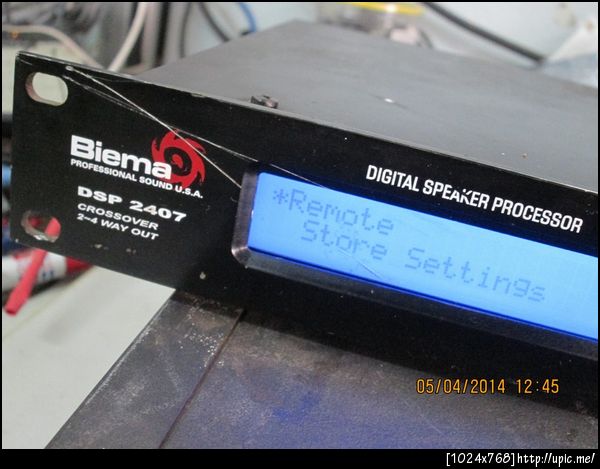 Biema
PROFESSIONAL SOUND U.S.A.
DSP 2407
CROSSOVER
2~4 WAY OUT
DIGITAL SPEAKER PROCESSOR
*Remote
Store Settings
05/04/2014 12:45
[1024x768]http://upic.me/